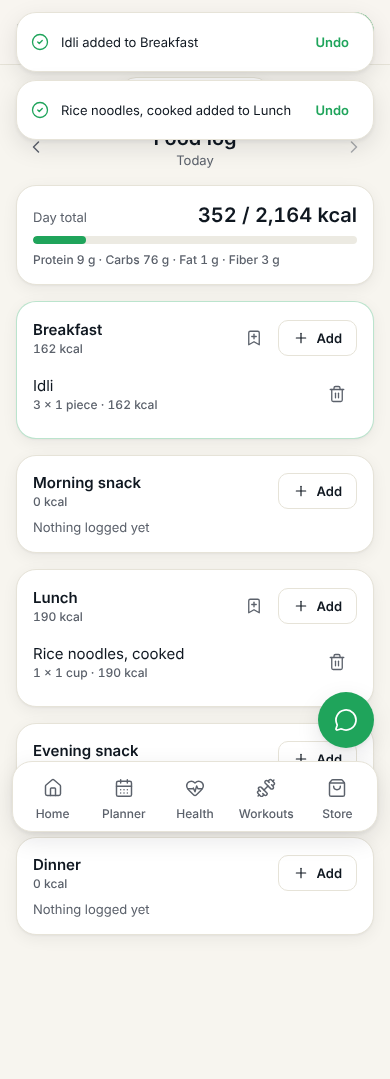 Idli added to Breakfast
Undo
Rice noodles, cooked added to Lunch
Undo
Food log
Today
Day total
352 / 2,164 kcal
Protein 9 g · Carbs 76 g · Fat 1 g · Fiber 3 g
Breakfast
162 kcal
Add
Idli
3 × 1 piece · 162 kcal
Morning snack
0 kcal
Add
Nothing logged yet
Lunch
190 kcal
Add
Rice noodles, cooked
1 × 1 cup · 190 kcal
Evening snack
Add
Home
Planner
Health
Workouts
Store
Dinner
0 kcal
Add
Nothing logged yet